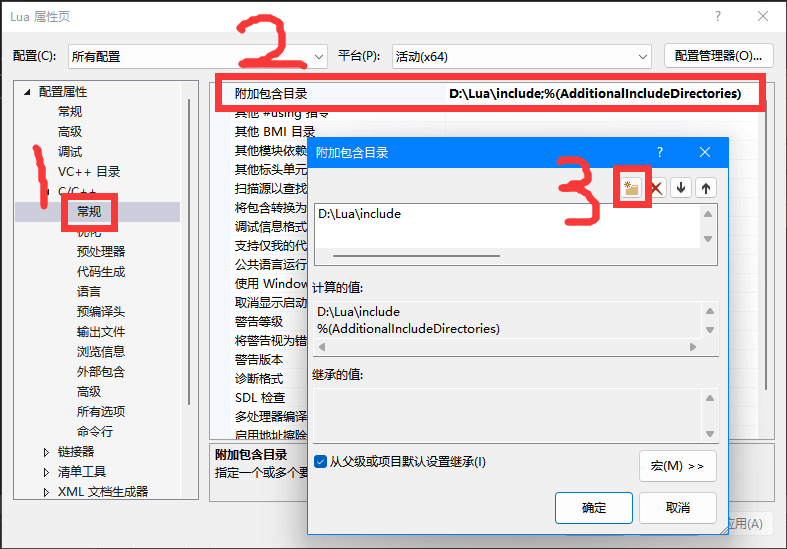 Lua 属性页
2
配置(C):
所有配置
平台(P):
活动(x64)
配置管理器(O)...
配置属性
常规
高级
调试
VC++ 目录
C/C++
1
常规
优化
预处理器
代码生成
语言
预编译头
输出文件
浏览信息
外部包含
高级
所有选项
命令行
链接器
清单工具
XML 文档生成器
附加包含目录 D:\Lua\include;%(AdditionalIncludeDirectories)
其他 #using 指令
其他 BMI 目录
其他模块依赖
其他标头单元
扫描源以查找
将包含转换为
调试信息格式
支持仅我的代
公共语言运行
使用 Window
取消显示启动
警告等级
将警告视为错
警告版本
诊断格式
SDL 检查
多处理器编译
启用地址擦除
附加包含目录
指定一个或多个要
附加包含目录
3
D:\Lua\include
计算的值:
D:\Lua\include
%(AdditionalIncludeDirectories)
继承的值:
从父级或项目默认设置继承(I)
宏(M) >>
确定
取消
应用(A)